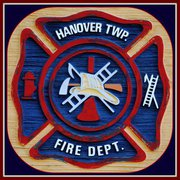 HANOVER TWP.
FIRE DEPT.